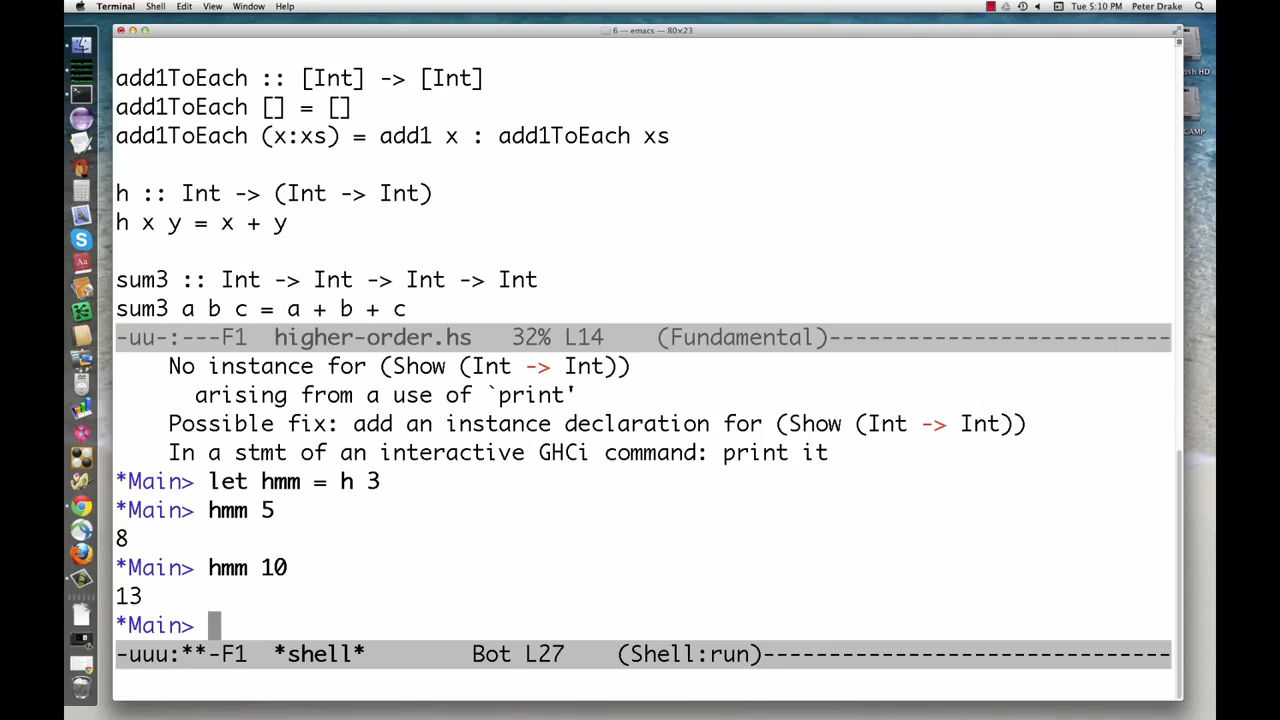 Terminal Shell Edit View Window Help Tue 5:10 PM Peter Drake
6 — emacs — 80×23
add1ToEach :: [Int] -> [Int]
add1ToEach [] = []
add1ToEach (x:xs) = add1 x : add1ToEach xs
h :: Int -> (Int -> Int)
h x y = x + y
sum3 :: Int -> Int -> Int -> Int
sum3 a b c = a + b + c
-uu-:---F1 higher-order.hs 32% L14 (Fundamental)--------------------------
No instance for (Show (Int -> Int))
arising from a use of `print'
Possible fix: add an instance declaration for (Show (Int -> Int))
In a stmt of an interactive GHCi command: print it
*Main> let hmm = h 3
*Main> hmm 5
8
*Main> hmm 10
13
*Main>
-uuu:**-F1 *shell* Bot L27 (Shell:run)-------------------------------